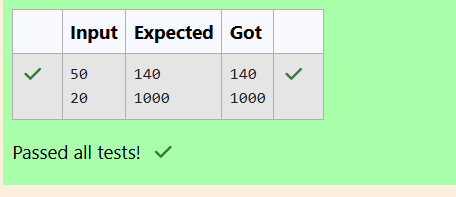 Input Expected Got
50 140 140
20 1000 1000
Passed all tests!